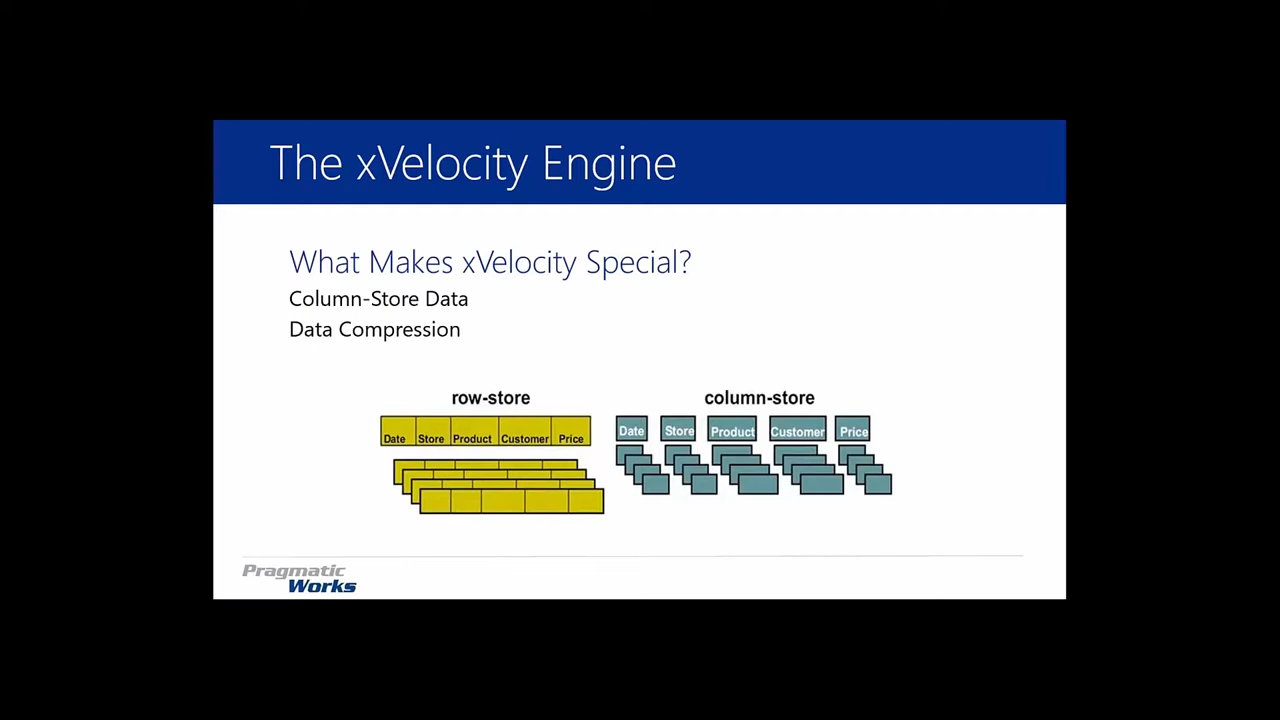 The xVelocity Engine
What Makes xVelocity Special?
Column-Store Data
Data Compression
row-store
Date Store Product Customer Price
column-store
Date Store Product Customer Price
Pragmatic
Works